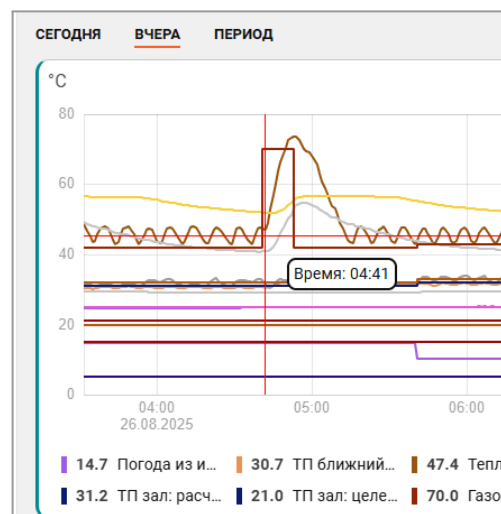 СЕГОДНЯ ВЧЕРА ПЕРИОД
°C
80
60
40
Время: 04:41
20
0
04:00 05:00 06:00
26.08.2025
14.7 Погода из и... 30.7 ТП ближний... 47.4 Тепл
31.2 ТП зал: расч... 21.0 ТП зал: целе... 70.0 Газо